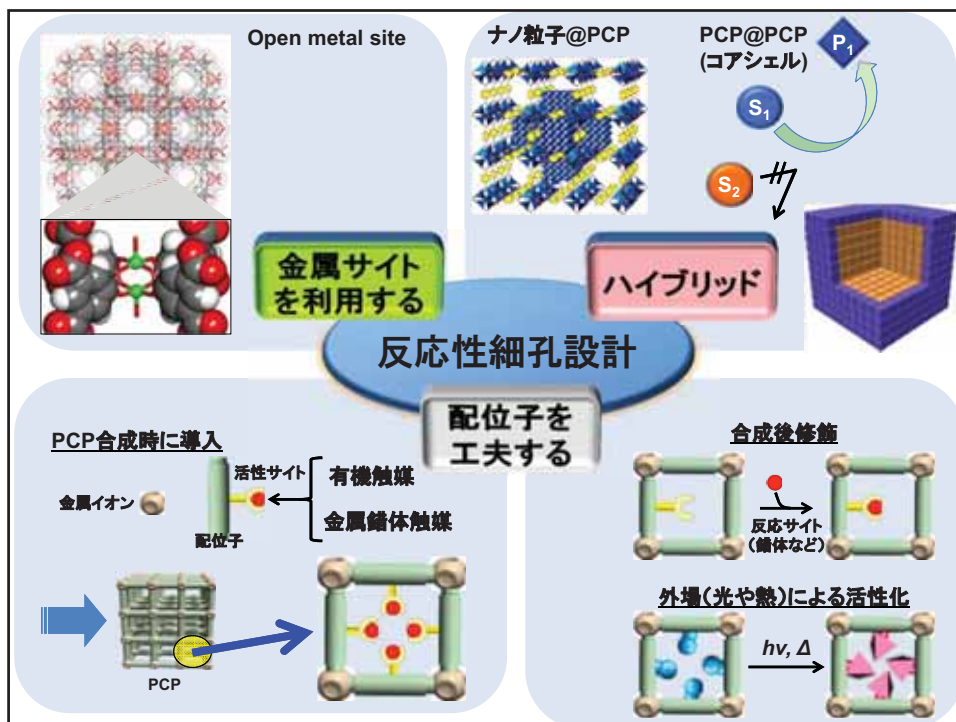 Open metal site
ナノ粒子@PCP
PCP@PCP
(コアシェル)
P1
S1
S2
金属サイト
を利用する
ハイブリッド
反応性細孔設計
配位子を
工夫する
PCP合成時に導入
活性サイト
有機触媒
金属イオン
金属錯体触媒
配位子
PCP
合成後修飾
反応サイト
(錯体など)
外場(光や熱)による活性化
hν, Δ